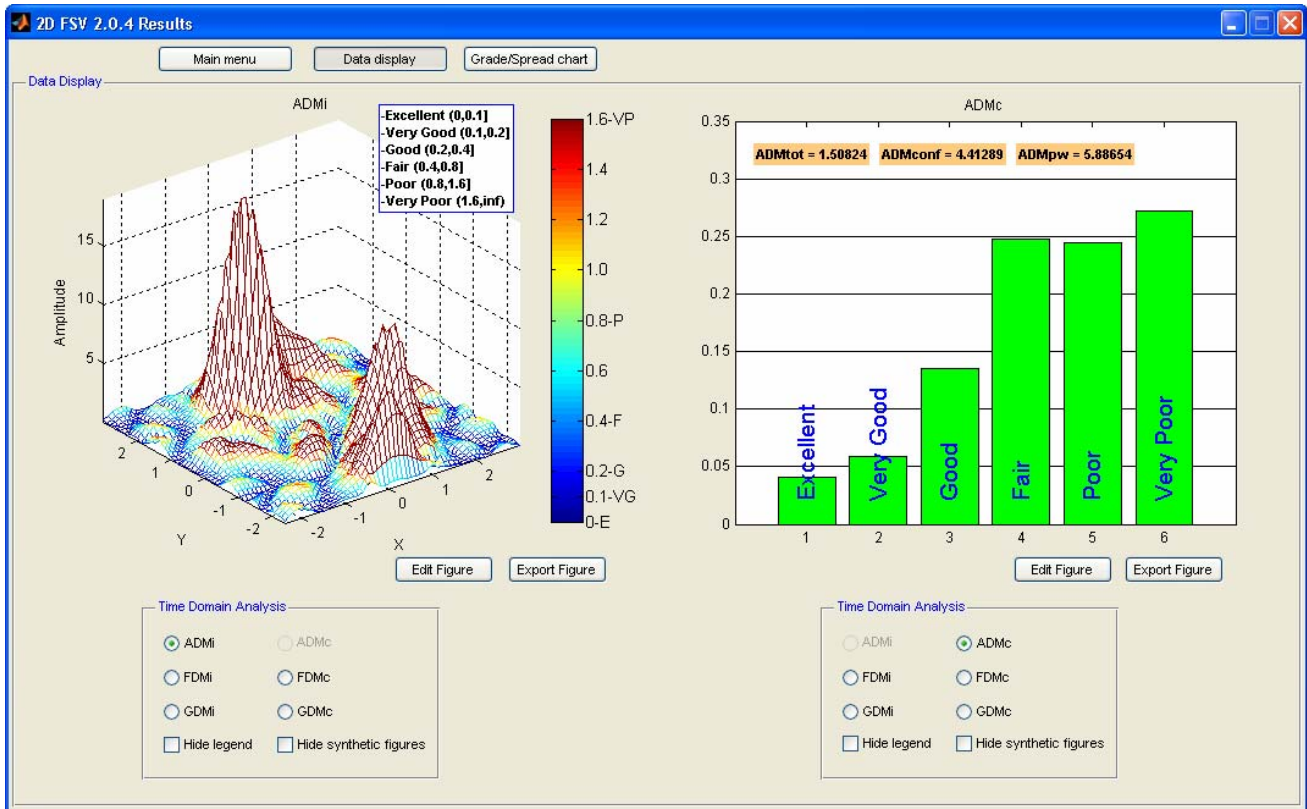 2D FSV 2.0.4 Results
Main menu
Data display
Grade/Spread chart
Data Display
ADMi
-Excellent (0,0.1]
-Very Good (0.1,0.2]
-Good (0.2,0.4]
-Fair (0.4,0.8]
-Poor (0.8,1.6]
-Very Poor (1.6,inf)
15
10
5
Amplitude
2
1
0
-1
-2
Y
-2
-1
0
1
2
X
1.6-VP
1.4
1.2
1.0
0.8-P
0.4-F
0.2-G
0.1-VG
0-E
Edit Figure
Export Figure
Time Domain Analysis
ADMi
ADMc
FDMi
FDMc
GDMi
GDMc
Hide legend
Hide synthetic figures
ADMc
ADMtot = 1.50824
ADMconf = 4.41289
ADMpw = 5.88654
0.35
0.3
0.25
0.2
0.15
0.1
0.05
0
Excellent
Very Good
Good
Fair
Poor
Very Poor
1
2
3
4
5
6
Edit Figure
Export Figure
Time Domain Analysis
ADMi
ADMc
FDMi
FDMc
GDMi
GDMc
Hide legend
Hide synthetic figures